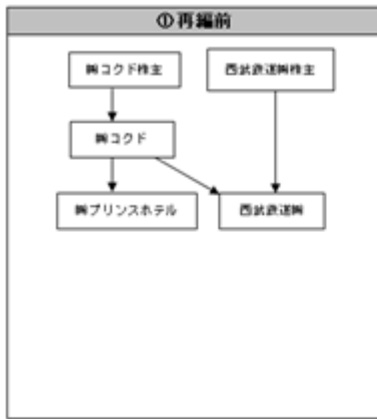 ①再編前
㈱コクド株主
西武鉄道㈱株主
㈱コクド
㈱プリンスホテル
西武鉄道㈱